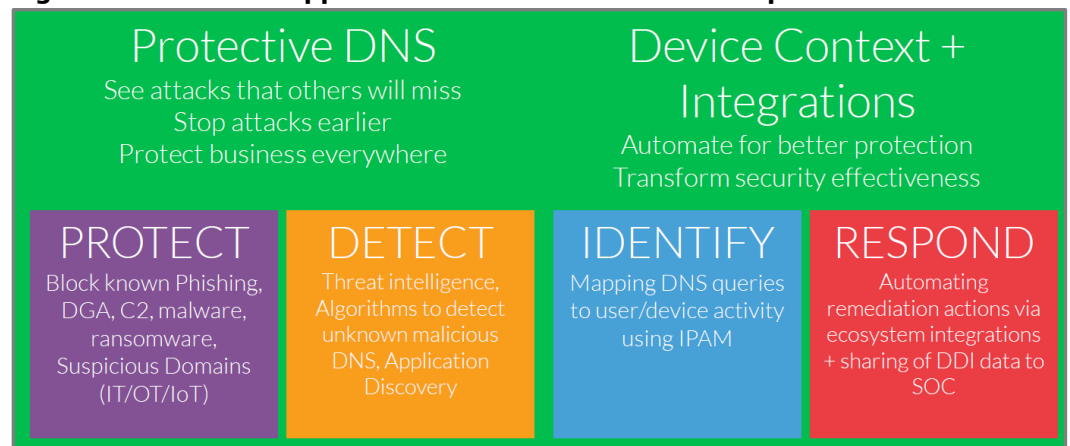 Protective DNS
See attacks that others will miss
Stop attacks earlier
Protect business everywhere
Device Context +
Integrations
Automate for better protection
Transform security effectiveness
PROTECT
Block known Phishing,
DGA, C2, malware,
ransomware,
Suspicious Domains
(IT/OT/IoT)
DETECT
Threat intelligence,
Algorithms to detect
unknown malicious
DNS, Application
Discovery
IDENTIFY
Mapping DNS queries
to user/device activity
using IPAM
RESPOND
Automating
remediation actions via
ecosystem integrations
+ sharing of DDI data to
SOC